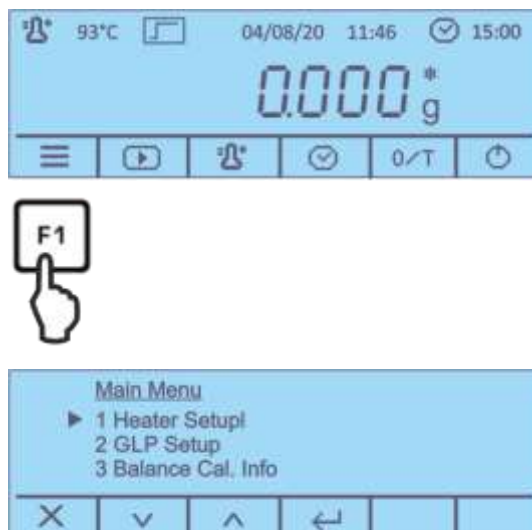 93°C 04/08/20 11:46 15:00
0.000 * g
0/T
F1
Main Menu
1 Heater Setupl
2 GLP Setup
3 Balance Cal. Info